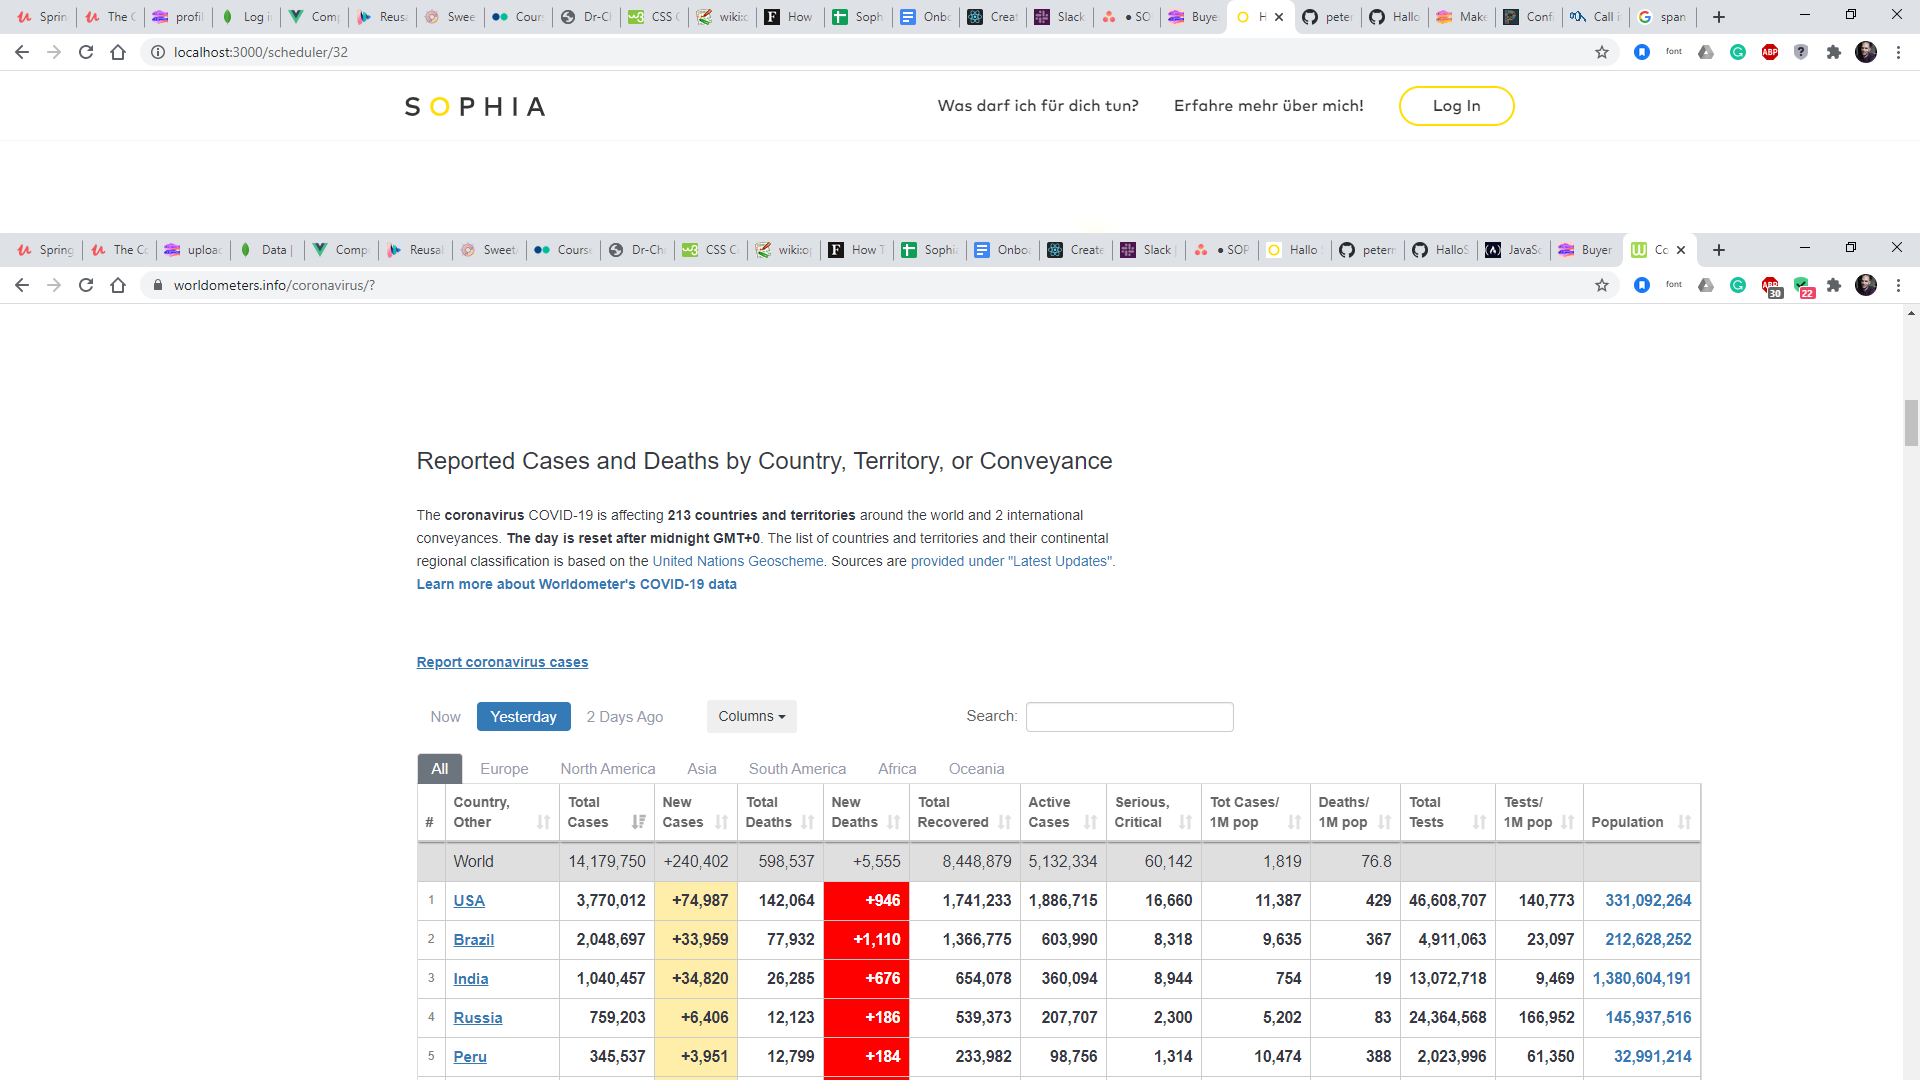 Sprin The C profil Log i Com Reusa Swee Cours Dr-C CSS wiki: How Soph Onb Creat Slack ● SO Buye H peter Hallo Make Conf Call i span
localhost:3000/scheduler/32
font ABP
SOPHIA Was darf ich für dich tun? Erfahre mehr über mich! Log In
Spring The Co uploa Data | Comp Reusa Sweet Course Dr-Ch CSS C wiki:o How T Sophi Onboa Create Slack ● SOP Hallo peterr HalloS JavaSc Buyer Co
worldometers.info/coronavirus/?
font 30 22
Reported Cases and Deaths by Country, Territory, or Conveyance
The coronavirus COVID-19 is affecting 213 countries and territories around the world and 2 international
conveyances. The day is reset after midnight GMT+0. The list of countries and territories and their continental
regional classification is based on the United Nations Geoscheme. Sources are provided under "Latest Updates".
Learn more about Worldometer's COVID-19 data
Report coronavirus cases
Now Yesterday 2 Days Ago Columns Search:
All Europe North America Asia South America Africa Oceania
# Country, Other Total Cases New Cases Total Deaths New Deaths Total Recovered Active Cases Serious, Critical Tot Cases/ 1M pop Deaths/ 1M pop Total Tests Tests/ 1M pop Population
World 14,179,750 +240,402 598,537 +5,555 8,448,879 5,132,334 60,142 1,819 76.8
1 USA 3,770,012 +74,987 142,064 +946 1,741,233 1,886,715 16,660 11,387 429 46,608,707 140,773 331,092,264
2 Brazil 2,048,697 +33,959 77,932 +1,110 1,366,775 603,990 8,318 9,635 367 4,911,063 23,097 212,628,252
3 India 1,040,457 +34,820 26,285 +676 654,078 360,094 8,944 754 19 13,072,718 9,469 1,380,604,191
4 Russia 759,203 +6,406 12,123 +186 539,373 207,707 2,300 5,202 83 24,364,568 166,952 145,937,516
5 Peru 345,537 +3,951 12,799 +184 233,982 98,756 1,314 10,474 388 2,023,996 61,350 32,991,214